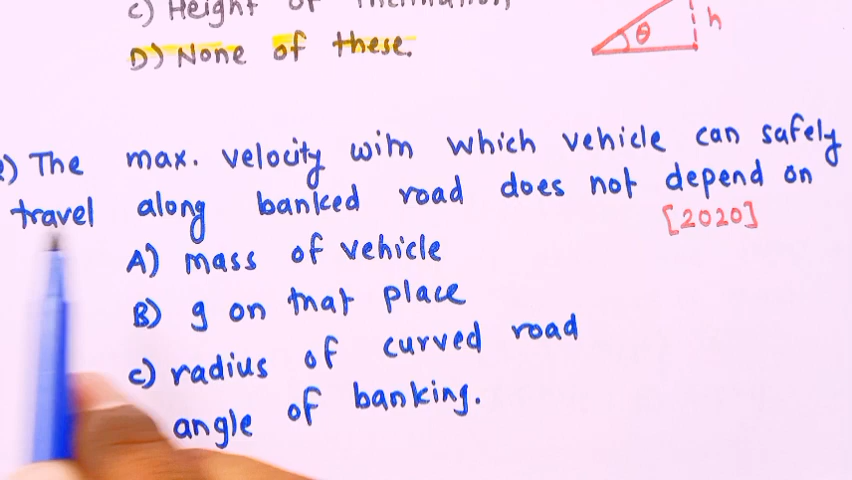 c) Height of
D) None of these.
θ
h
) The max. velocity with which vehicle can safely
travel along banked road does not depend on
[2020]
A) mass of vehicle
B) g on that place
c) radius of curved road
angle of banking.